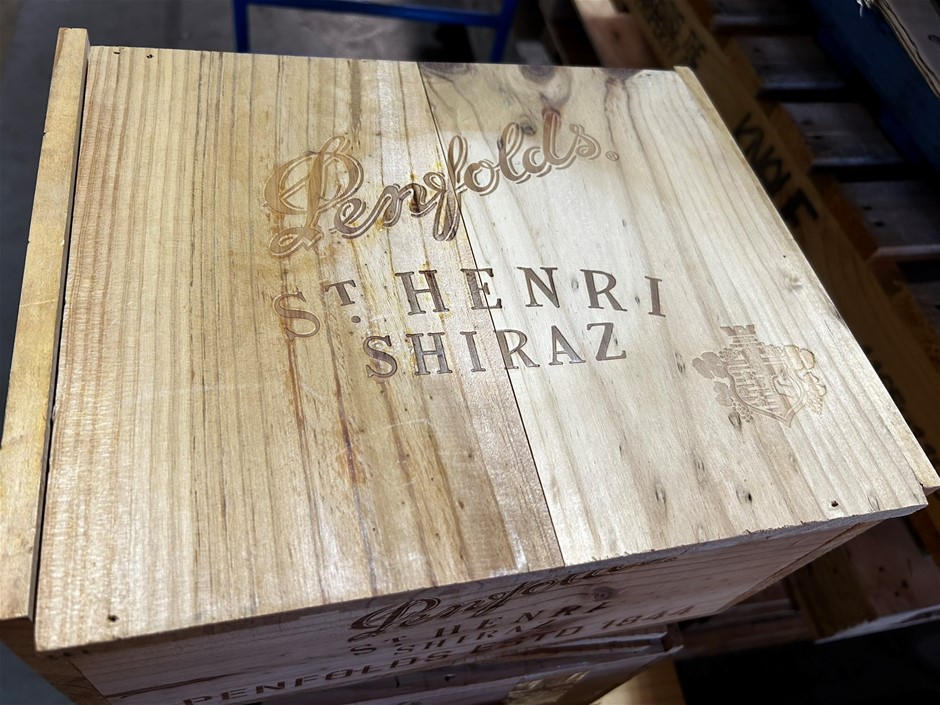 Penfolds®
ST. HENRI
SHIRAZ
Penfolds
ST HENRI
SHIRAZ
PENFOLDS ESTD 1844